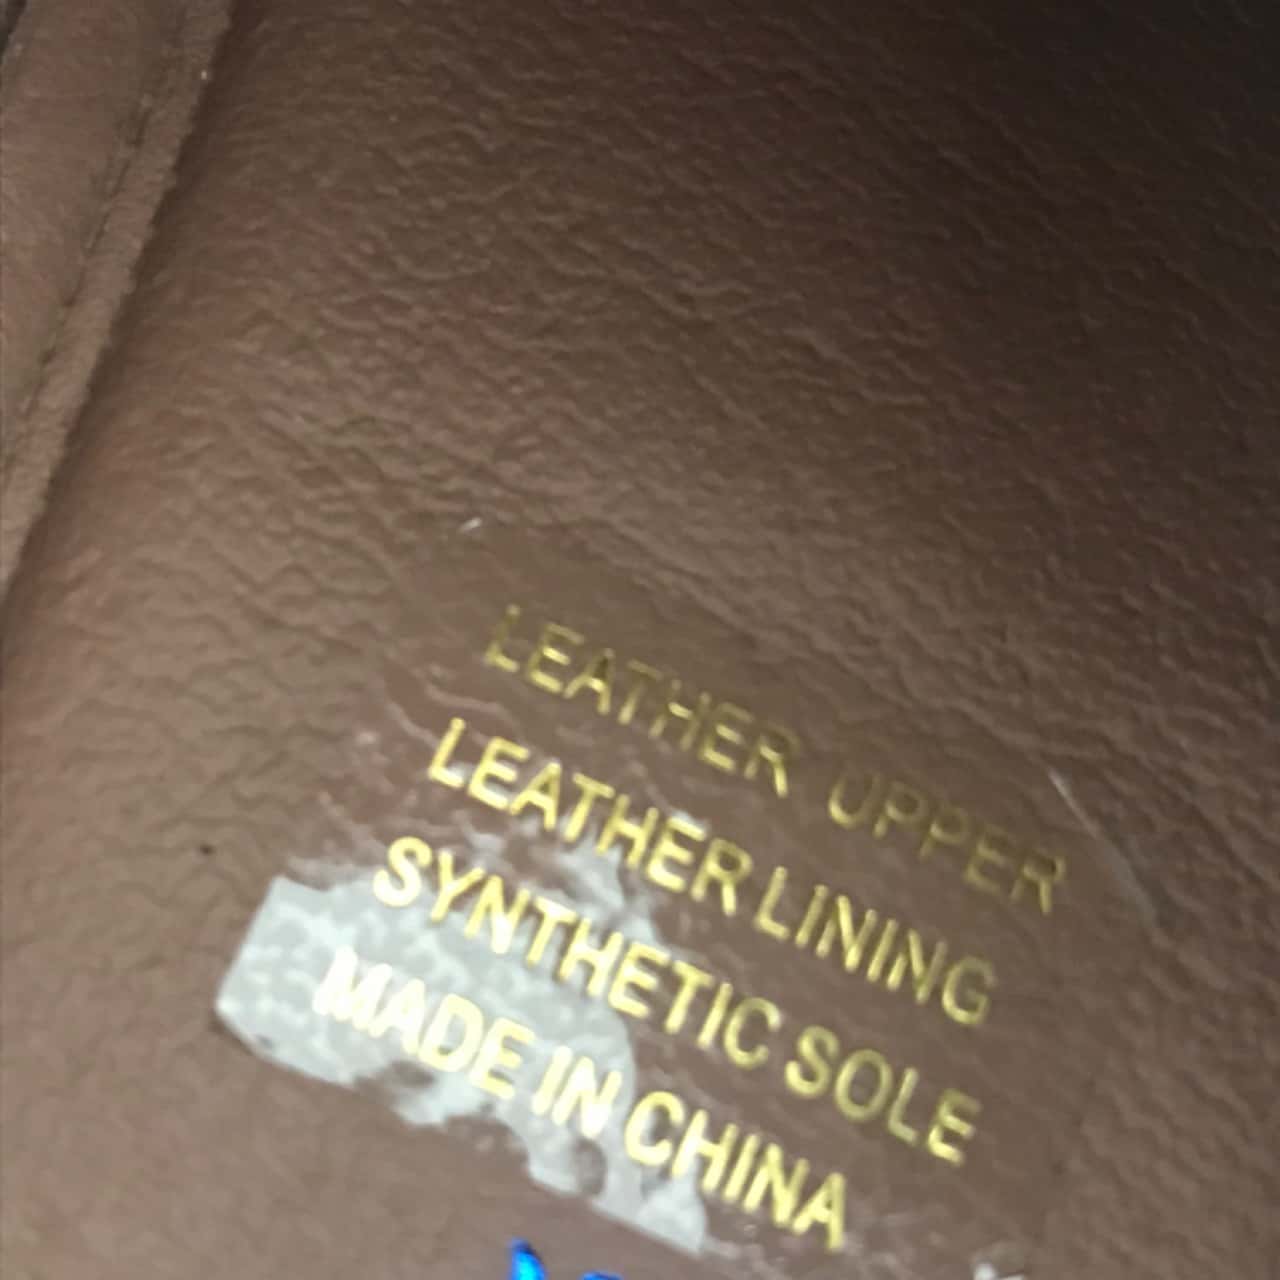 LEATHER UPPER
LEATHER LINING
SYNTHETIC SOLE
MADE IN CHINA